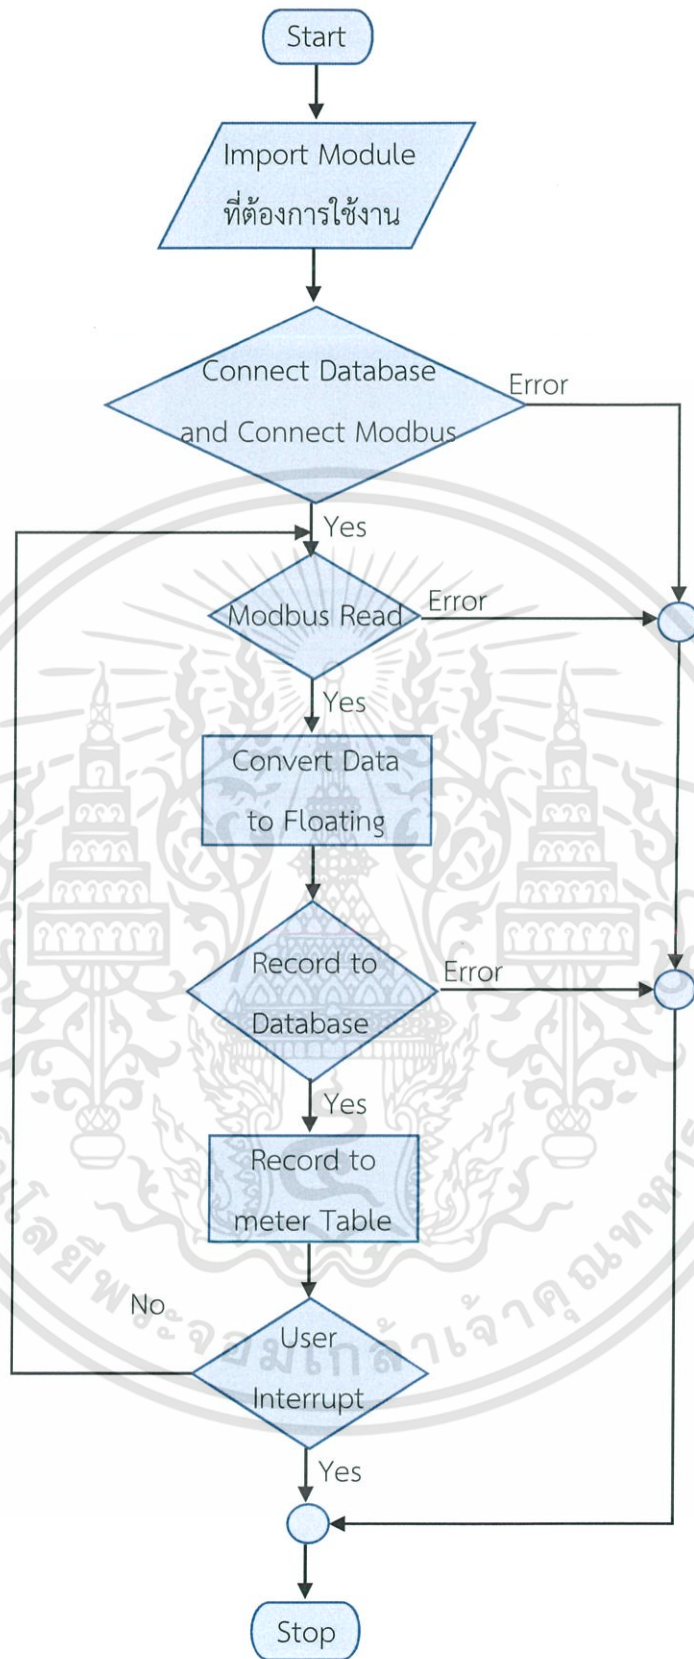 Start
Import Module
ที่ต้องการใช้งาน
Connect Database
and Connect Modbus
Error
Yes
Modbus Read
Error
Yes
Convert Data
to Floating
Record to
Database
Error
Yes
Record to
meter Table
No
User
Interrupt
Yes
Stop